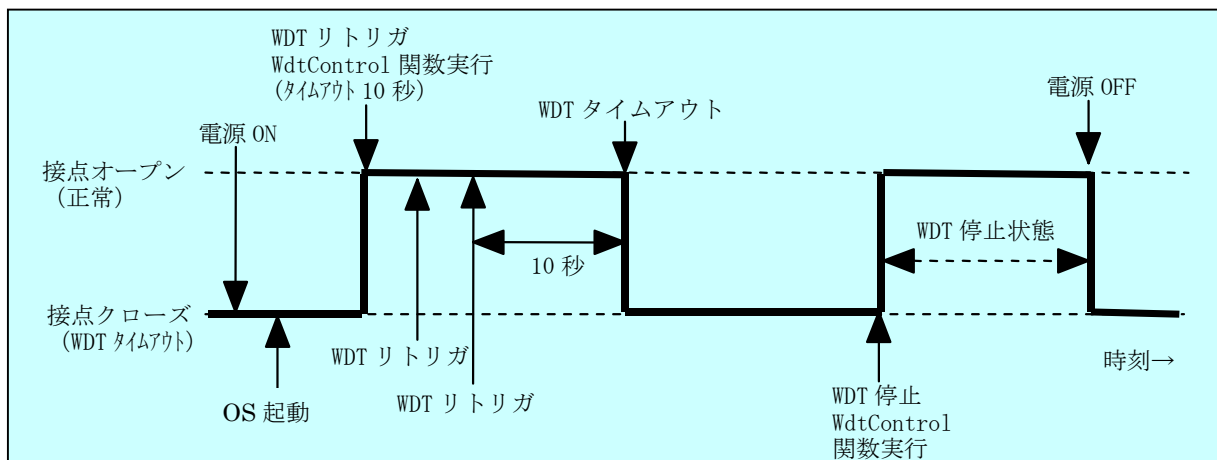 WDT リトリガ
WdtControl 関数実行
(ﾀｲﾑｱｳﾄ 10 秒)
電源 ON
WDT タイムアウト
電源 OFF
接点オープン
(正常)
WDT 停止状態
10 秒
接点クローズ
(WDT ﾀｲﾑｱｳﾄ)
WDT リトリガ
時刻→
OS 起動
WDT リトリガ
WDT 停止
WdtControl
関数実行